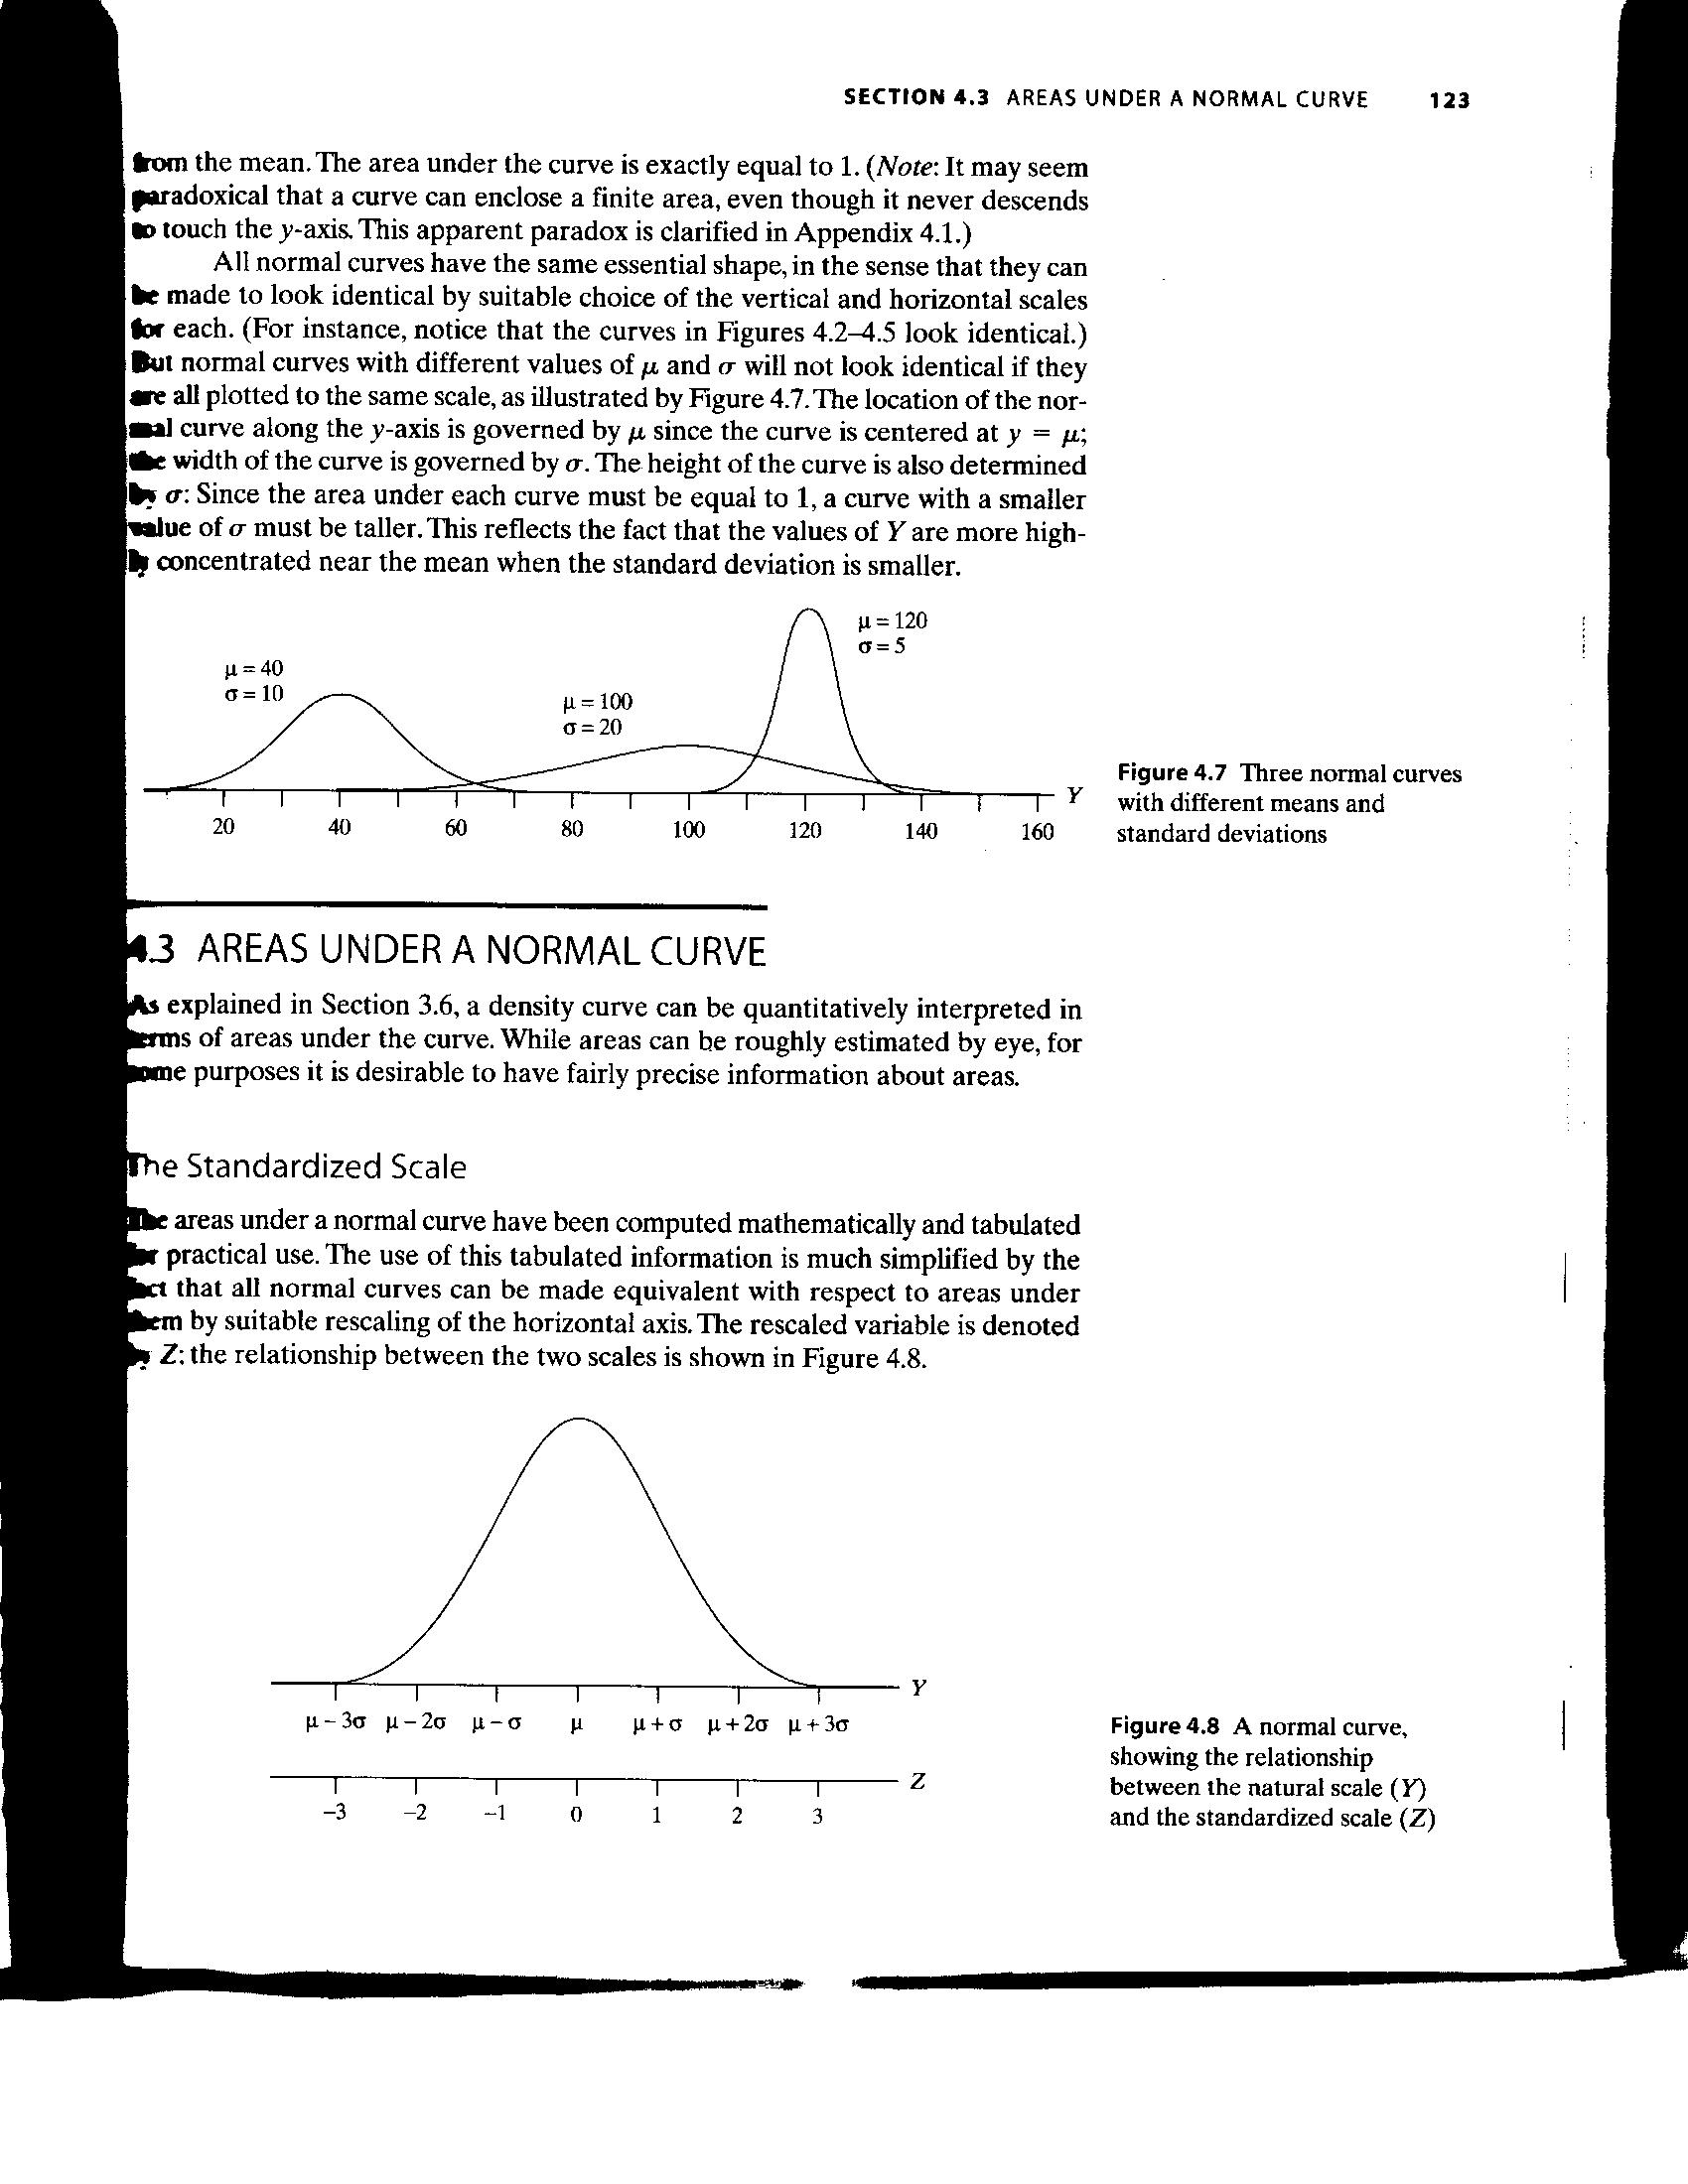 SECTION 4.3 AREAS UNDER A NORMAL CURVE 123
from the mean. The area under the curve is exactly equal to 1. (Note: It may seem
paradoxical that a curve can enclose a finite area, even though it never descends
to touch the y-axis. This apparent paradox is clarified in Appendix 4.1.)
All normal curves have the same essential shape, in the sense that they can
be made to look identical by suitable choice of the vertical and horizontal scales
for each. (For instance, notice that the curves in Figures 4.2–4.5 look identical.)
But normal curves with different values of μ and σ will not look identical if they
are all plotted to the same scale, as illustrated by Figure 4.7. The location of the nor-
mal curve along the y-axis is governed by μ since the curve is centered at y = μ;
the width of the curve is governed by σ. The height of the curve is also determined
by σ: Since the area under each curve must be equal to 1, a curve with a smaller
value of σ must be taller. This reflects the fact that the values of Y are more high-
ly concentrated near the mean when the standard deviation is smaller.
μ = 40
σ = 10
μ = 100
σ = 20
μ = 120
σ = 5
Y
20 40 60 80 100 120 140 160
Figure 4.7 Three normal curves
with different means and
standard deviations
4.3 AREAS UNDER A NORMAL CURVE
As explained in Section 3.6, a density curve can be quantitatively interpreted in
terms of areas under the curve. While areas can be roughly estimated by eye, for
some purposes it is desirable to have fairly precise information about areas.
The Standardized Scale
The areas under a normal curve have been computed mathematically and tabulated
for practical use. The use of this tabulated information is much simplified by the
fact that all normal curves can be made equivalent with respect to areas under
them by suitable rescaling of the horizontal axis. The rescaled variable is denoted
by Z; the relationship between the two scales is shown in Figure 4.8.
Y
μ − 3σ μ − 2σ μ − σ μ μ + σ μ + 2σ μ + 3σ
Z
−3 −2 −1 0 1 2 3
Figure 4.8 A normal curve,
showing the relationship
between the natural scale (Y)
and the standardized scale (Z)